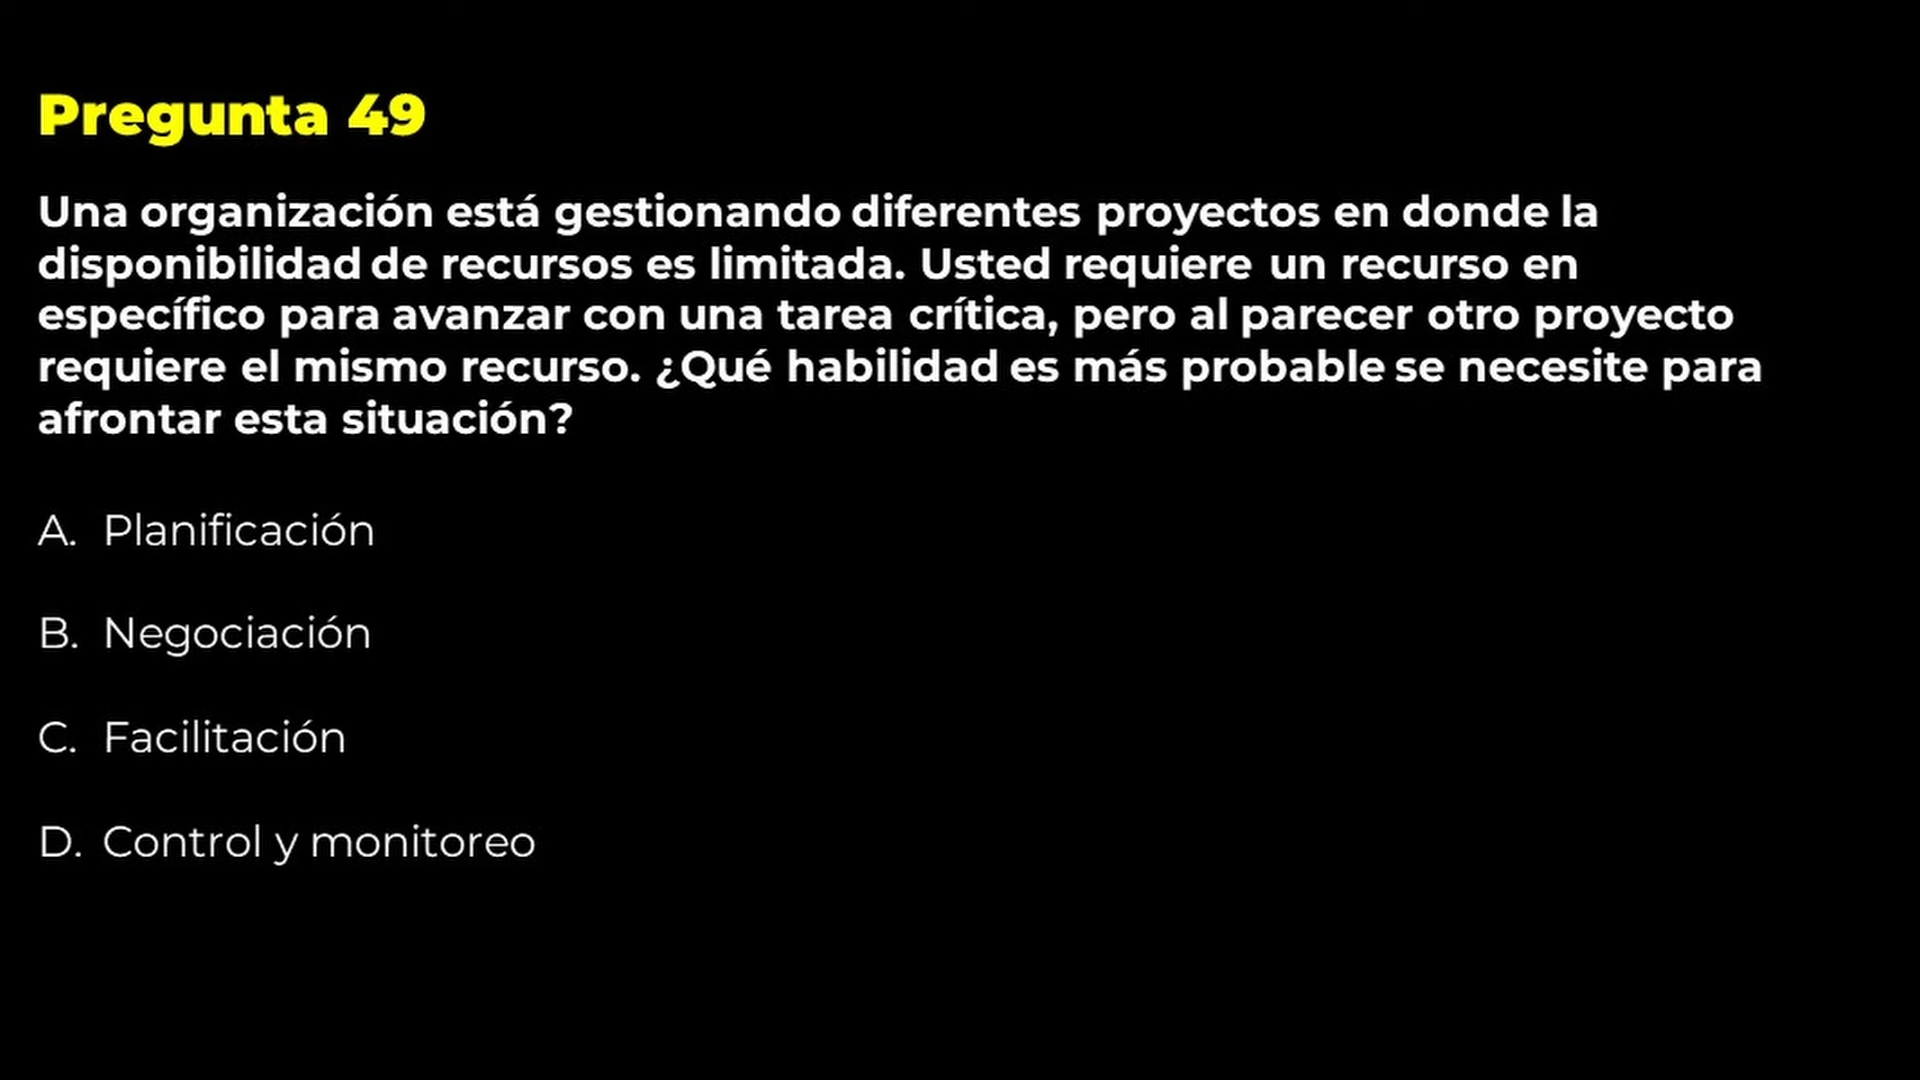 Pregunta 49
Una organización está gestionando diferentes proyectos en donde la
disponibilidad de recursos es limitada. Usted requiere un recurso en
específico para avanzar con una tarea crítica, pero al parecer otro proyecto
requiere el mismo recurso. ¿Qué habilidad es más probable se necesite para
afrontar esta situación?
A. Planificación
B. Negociación
C. Facilitación
D. Control y monitoreo